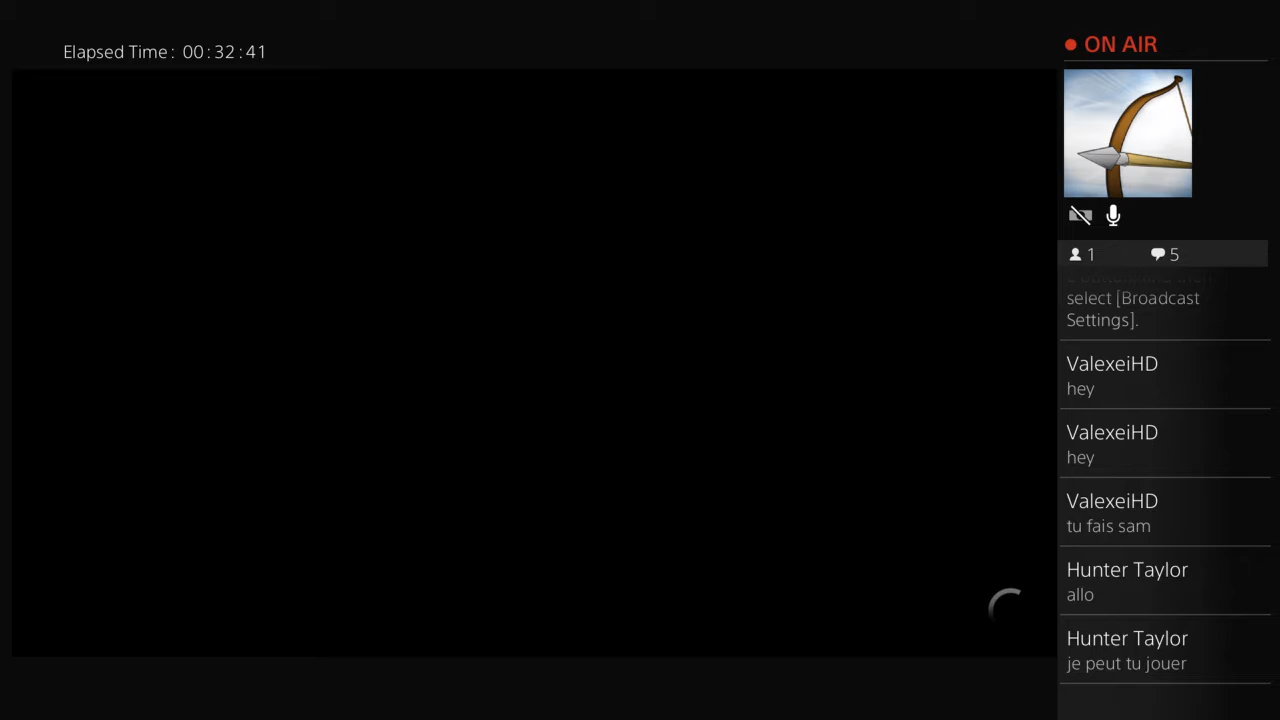 Elapsed Time: 00:32:41
ON AIR
1 5
select [Broadcast
Settings].
ValexeiHD
hey
ValexeiHD
hey
ValexeiHD
tu fais sam
Hunter Taylor
allo
Hunter Taylor
je peut tu jouer